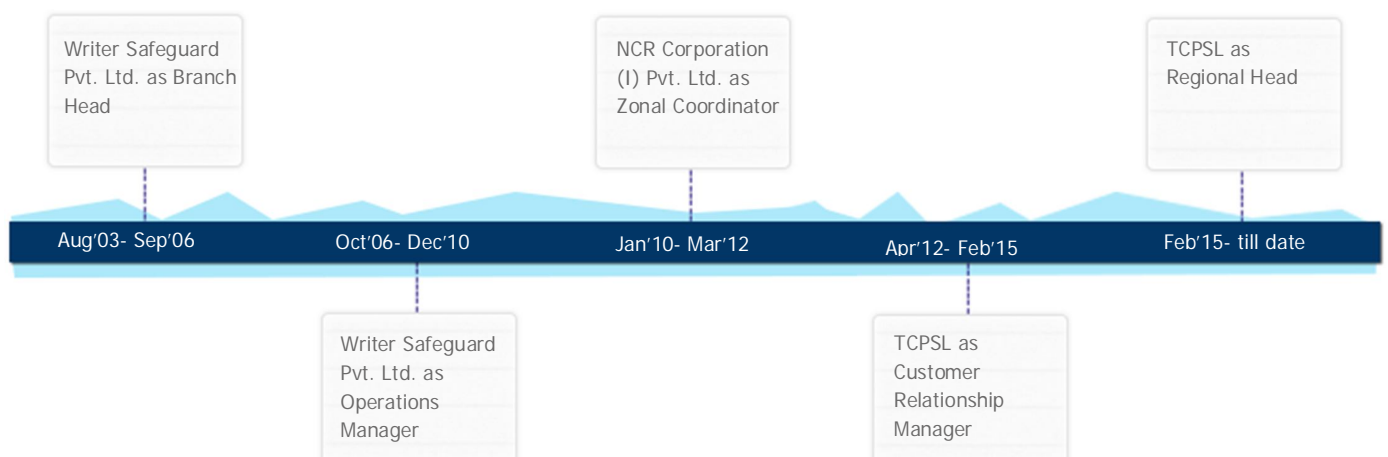 Writer Safeguard
Pvt. Ltd. as Branch
Head
NCR Corporation
(I) Pvt. Ltd. as
Zonal Coordinator
TCPSL as
Regional Head
Aug'03- Sep'06
Oct'06- Dec'10
Jan'10- Mar'12
Apr'12- Feb'15
Feb'15- till date
Writer Safeguard
Pvt. Ltd. as
Operations
Manager
TCPSL as
Customer
Relationship
Manager